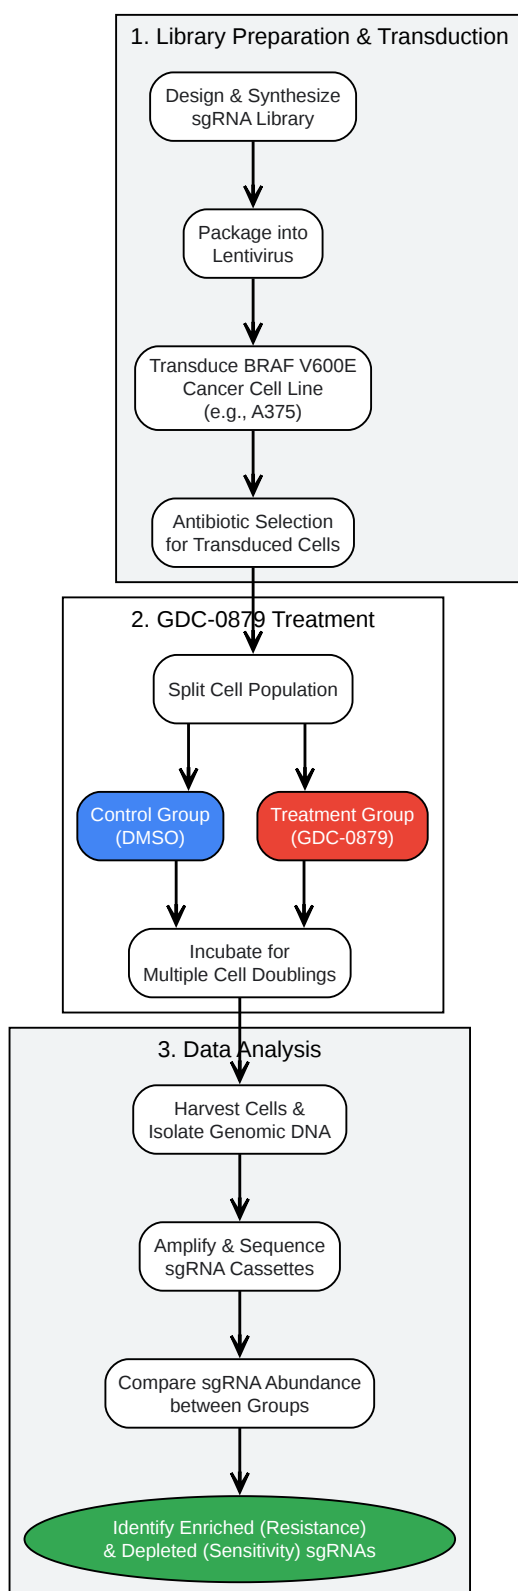 1. Library Preparation & Transduction
Design & Synthesize
sgRNA Library
Package into
Lentivirus
Transduce BRAF V600E
Cancer Cell Line
(e.g., A375)
Antibiotic Selection
for Transduced Cells
2. GDC-0879 Treatment
Split Cell Population
Control Group
(DMSO)
Treatment Group
(GDC-0879)
Incubate for
Multiple Cell Doublings
3. Data Analysis
Harvest Cells &
Isolate Genomic DNA
Amplify & Sequence
sgRNA Cassettes
Compare sgRNA Abundance
between Groups
Identify Enriched (Resistance)
& Depleted (Sensitivity) sgRNAs